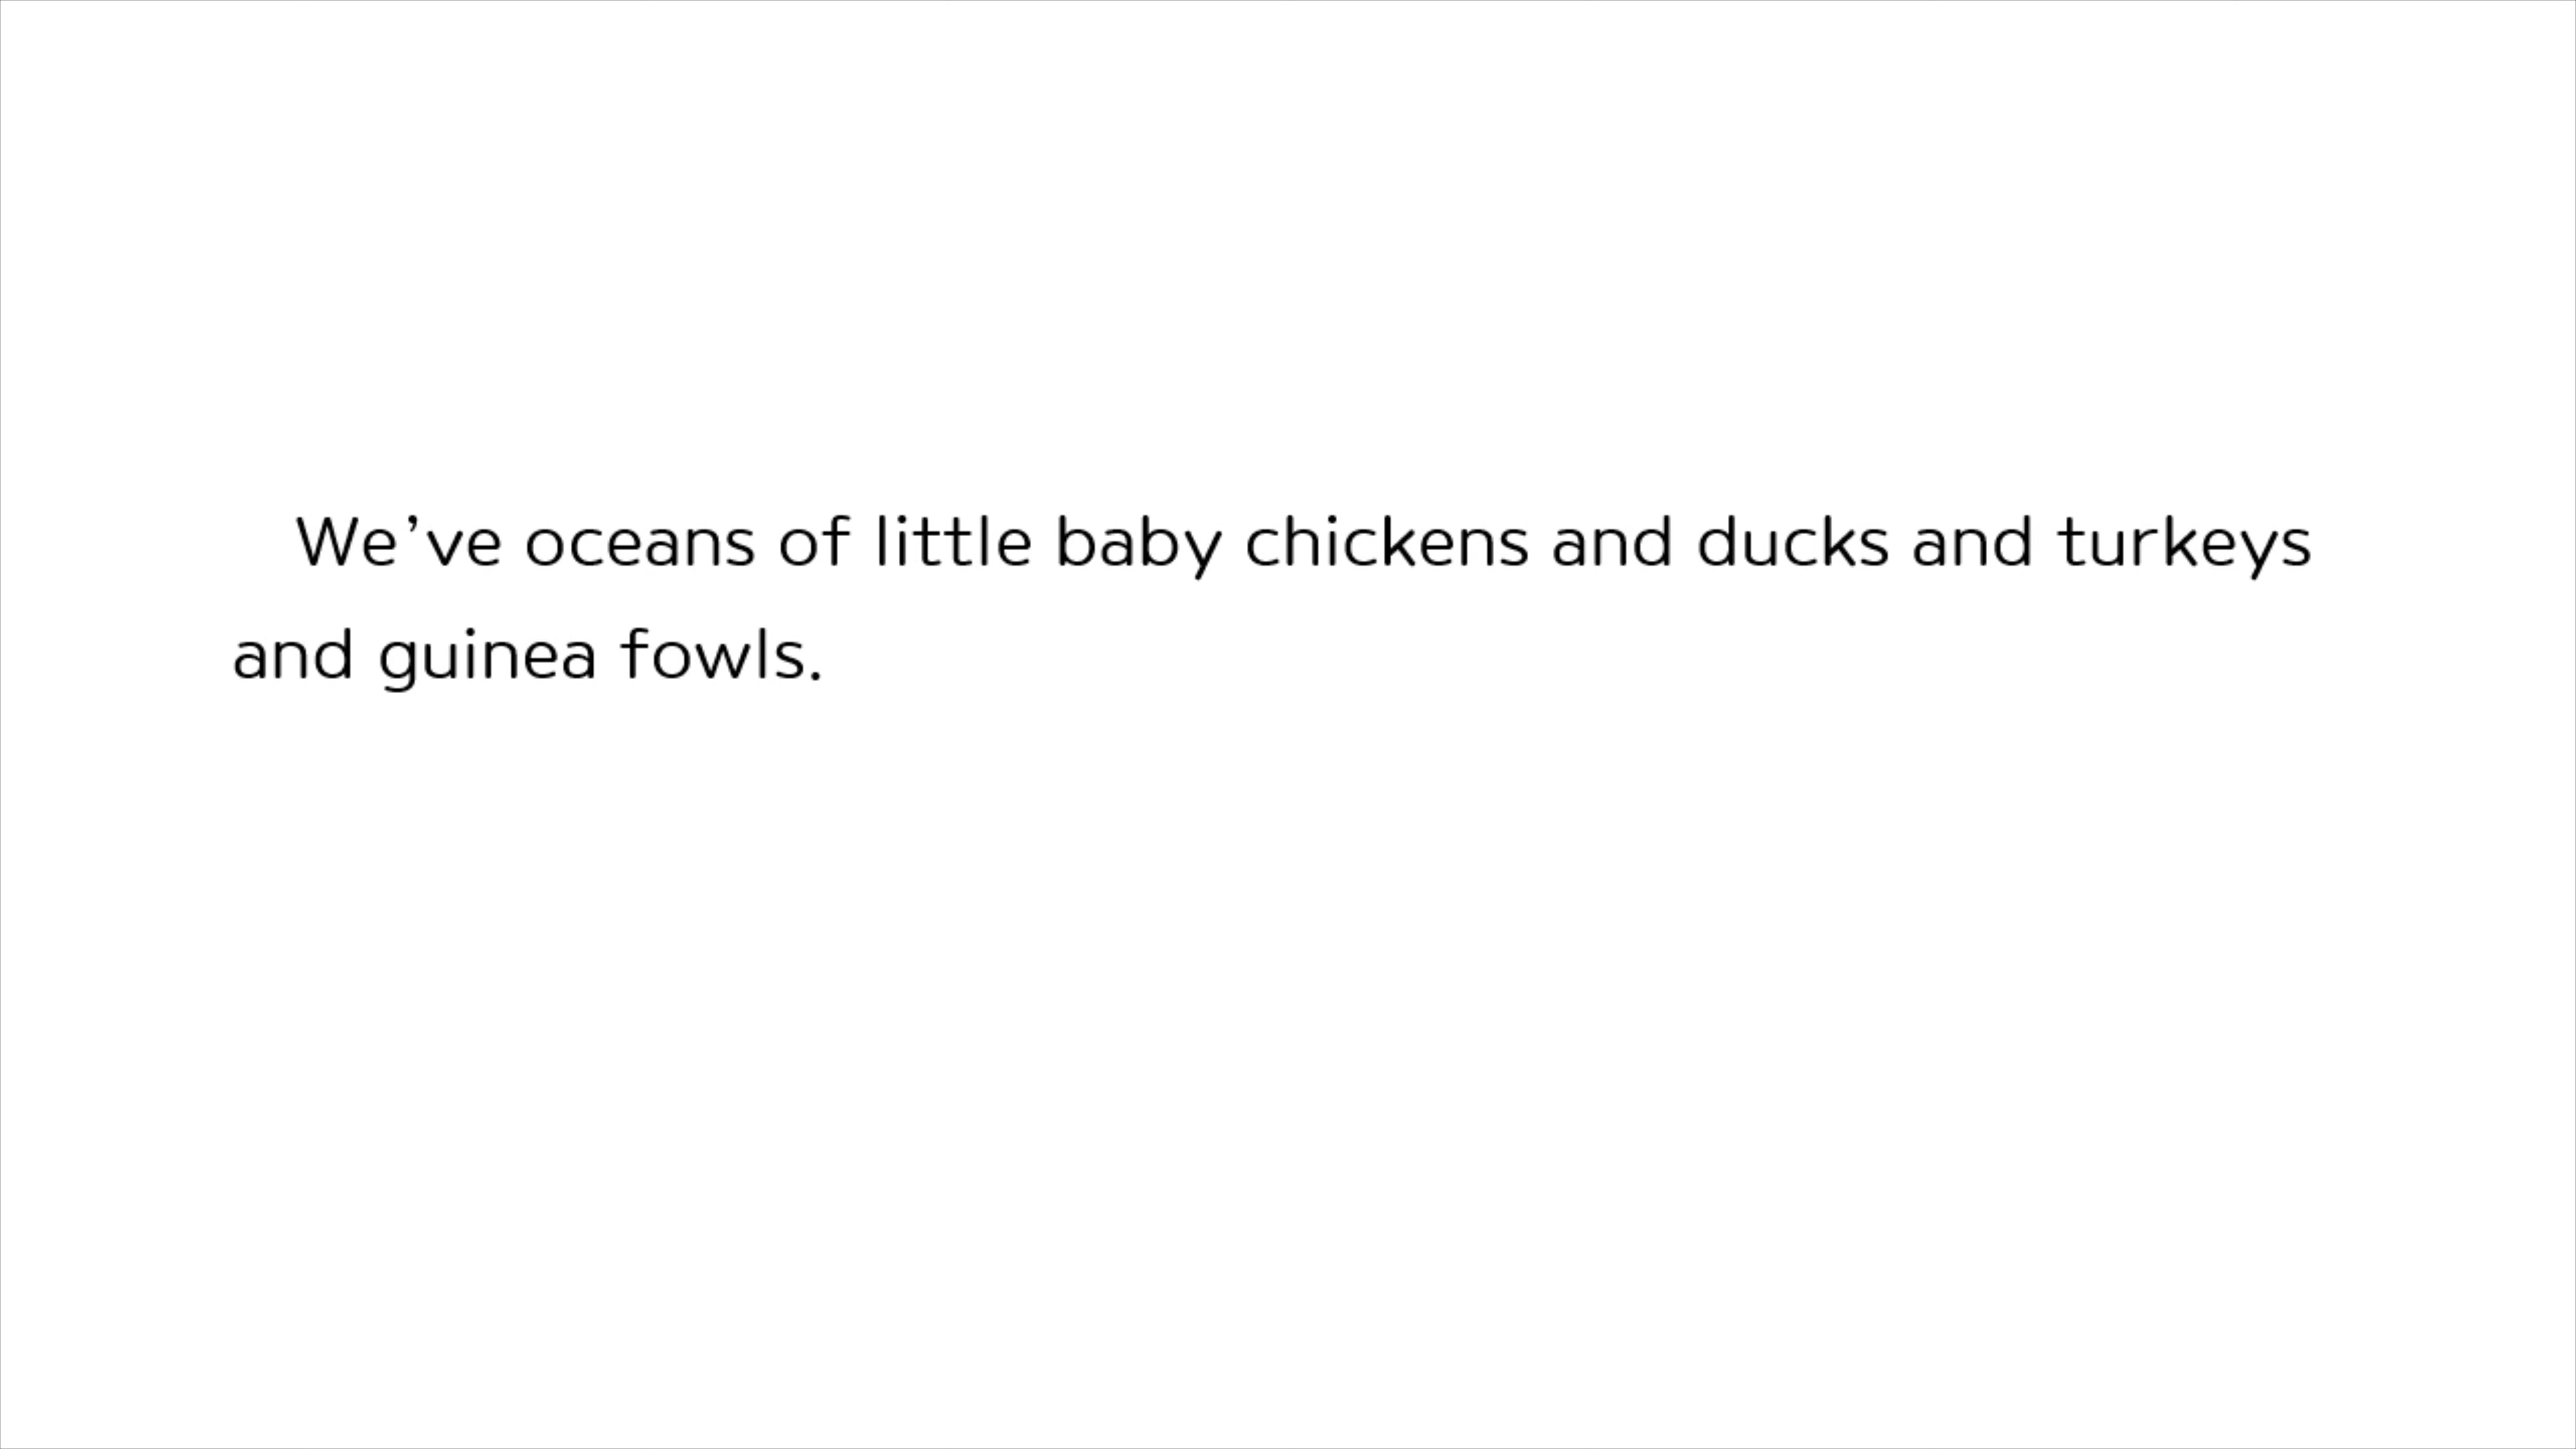 We’ve oceans of little baby chickens and ducks and turkeys
and guinea fowls.